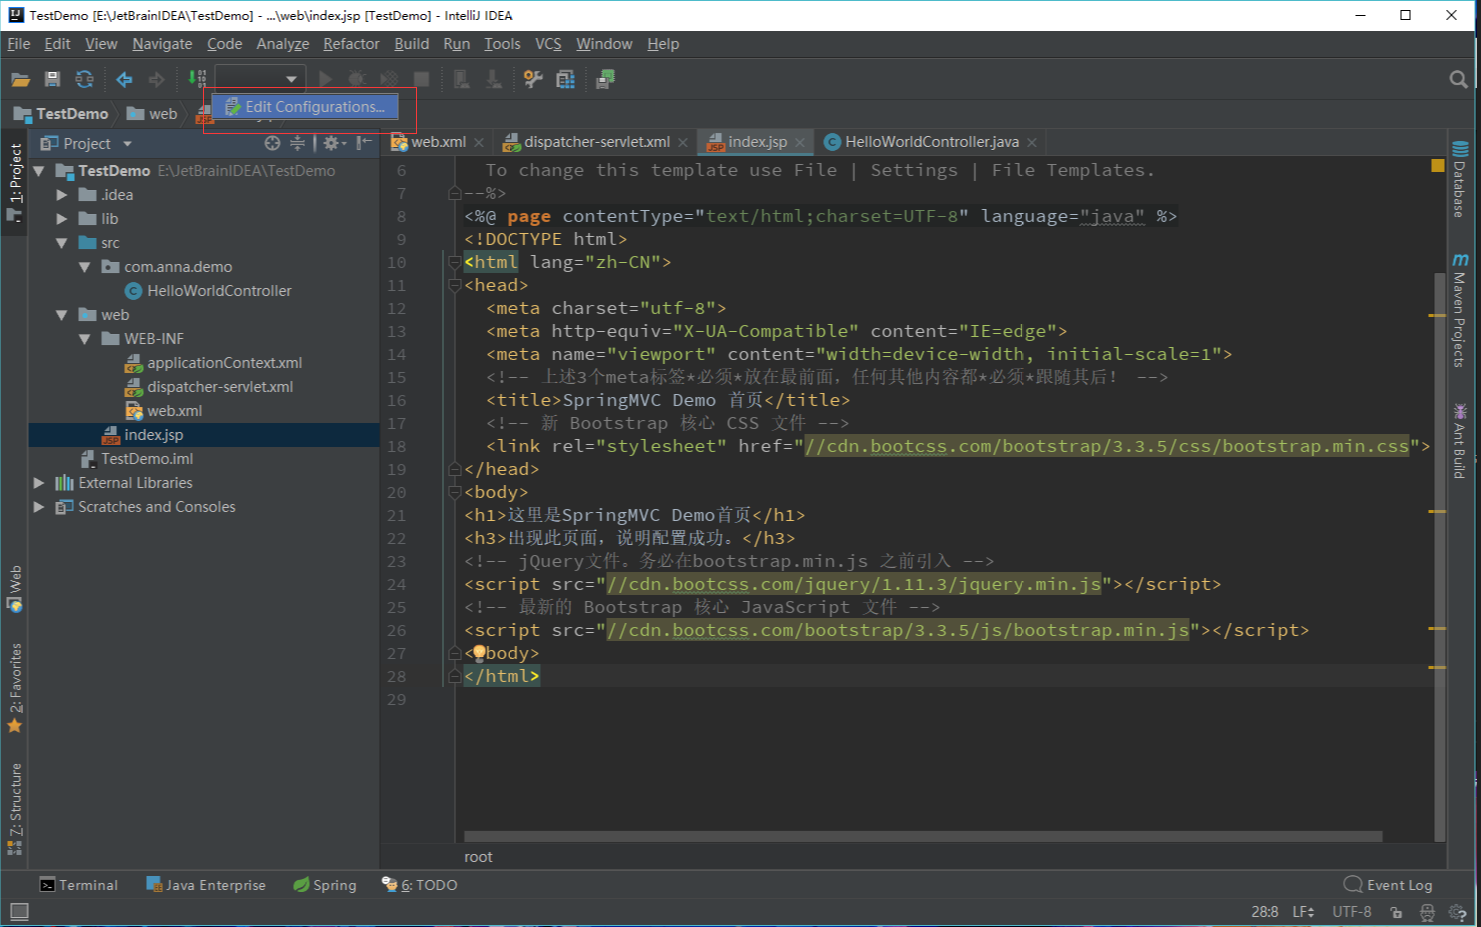 TestDemo [E:\JetBrainIDEA\TestDemo] - ...\web\index.jsp [TestDemo] - IntelliJ IDEA
File Edit View Navigate Code Analyze Refactor Build Run Tools VCS Window Help
Edit Configurations...
TestDemo web
Project
web.xml dispatcher-servlet.xml index.jsp HelloWorldController.java
1: Project
Web
2: Favorites
7: Structure
TestDemo E:\JetBrainIDEA\TestDemo
.idea
lib
src
com.anna.demo
HelloWorldController
web
WEB-INF
applicationContext.xml
dispatcher-servlet.xml
web.xml
index.jsp
TestDemo.iml
External Libraries
Scratches and Consoles
6 To change this template use File | Settings | File Templates.
7 --%>
8 <%@ page contentType="text/html;charset=UTF-8" language="java" %>
9 <!DOCTYPE html>
10 <html lang="zh-CN">
11 <head>
12 <meta charset="utf-8">
13 <meta http-equiv="X-UA-Compatible" content="IE=edge">
14 <meta name="viewport" content="width=device-width, initial-scale=1">
15 <!-- 上述3个meta标签*必须*放在最前面，任何其他内容都*必须*跟随其后！ -->
16 <title>SpringMVC Demo 首页</title>
17 <!-- 新 Bootstrap 核心 CSS 文件 -->
18 <link rel="stylesheet" href="//cdn.bootcss.com/bootstrap/3.3.5/css/bootstrap.min.css">
19 </head>
20 <body>
21 <h1>这里是SpringMVC Demo首页</h1>
22 <h3>出现此页面，说明配置成功。</h3>
23 <!-- jQuery文件。务必在bootstrap.min.js 之前引入 -->
24 <script src="//cdn.bootcss.com/jquery/1.11.3/jquery.min.js"></script>
25 <!-- 最新的 Bootstrap 核心 JavaScript 文件 -->
26 <script src="//cdn.bootcss.com/bootstrap/3.3.5/js/bootstrap.min.js"></script>
27 < body>
28 </html>
29
root
Database
Maven Projects
Ant Build
Terminal Java Enterprise Spring 6: TODO Event Log
28:8 LF UTF-8